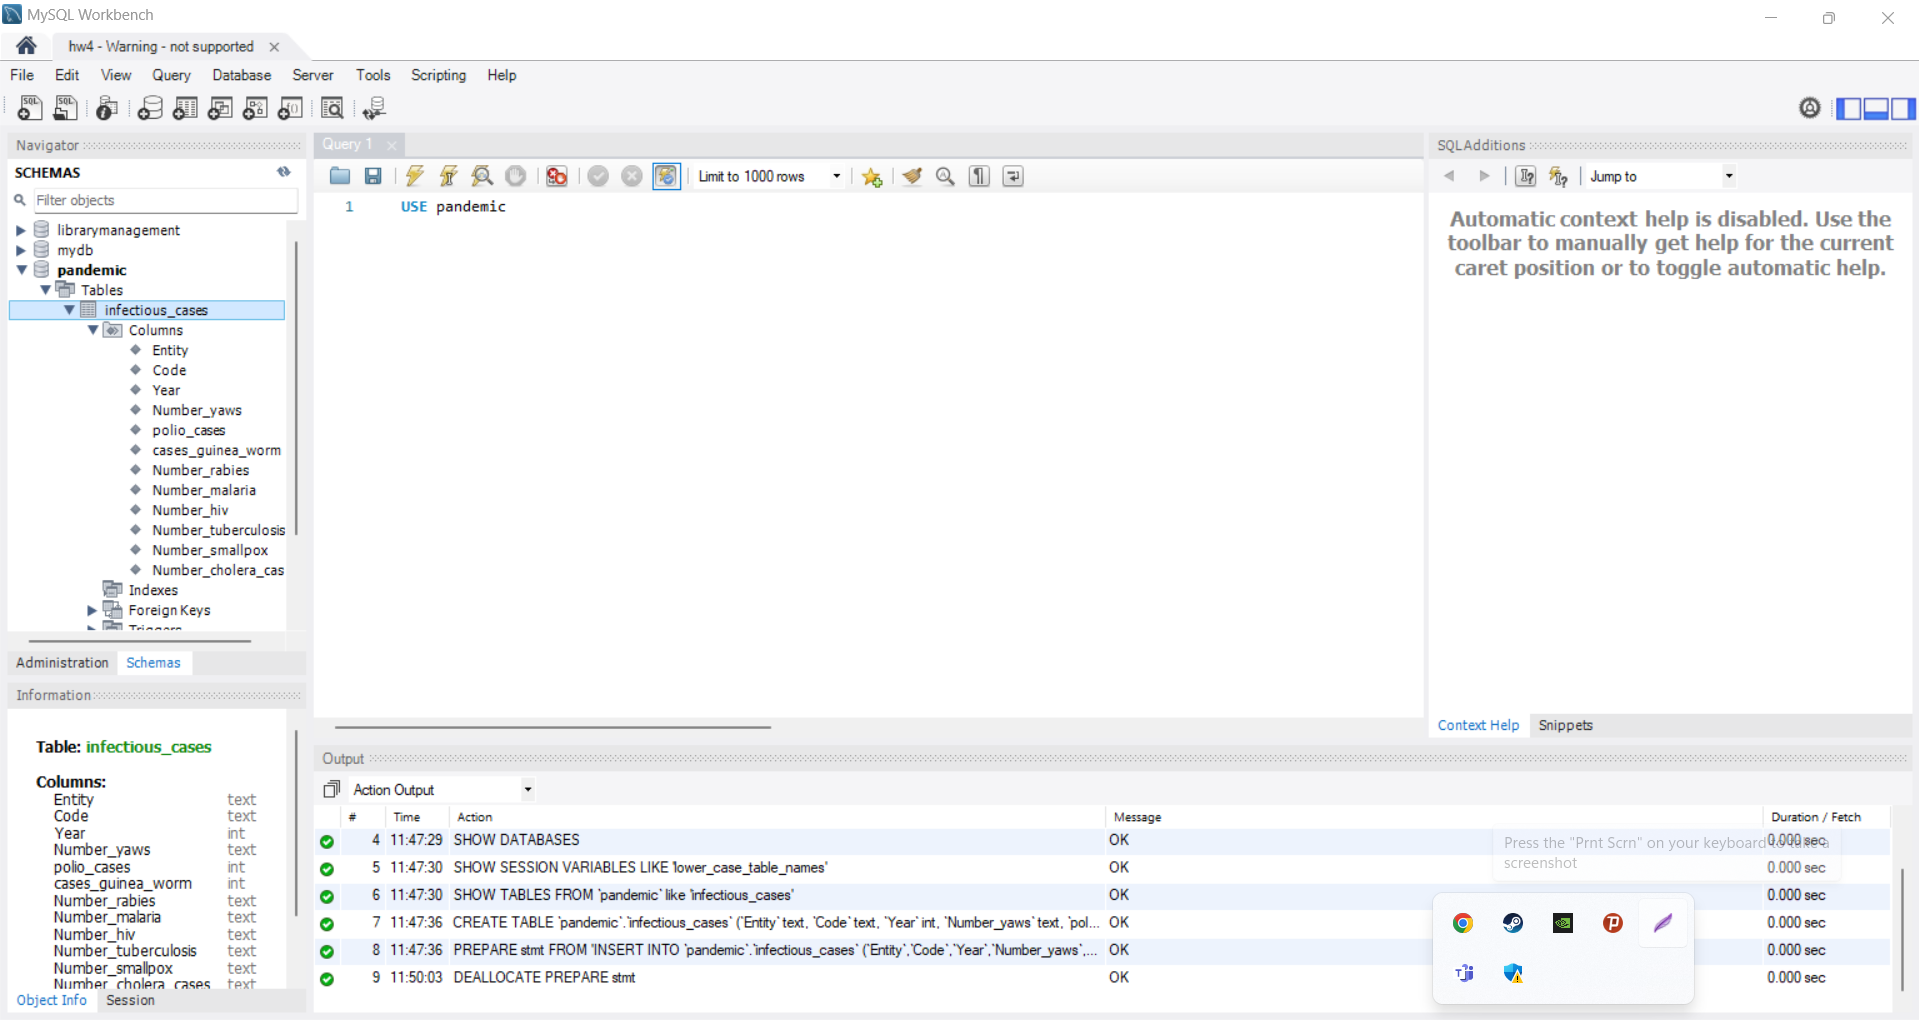 MySQL Workbench
hw4 - Warning - not supported
File Edit View Query Database Server Tools Scripting Help
Navigator
SCHEMAS
Filter objects
librarymanagement
mydb
pandemic
Tables
infectious_cases
Columns
Entity
Code
Year
Number_yaws
polio_cases
cases_guinea_worm
Number_rabies
Number_malaria
Number_hiv
Number_tuberculosis
Number_smallpox
Number_cholera_cas
Indexes
Foreign Keys
Triggers
Administration Schemas
Information
Table: infectious_cases
Columns:
Entity text
Code text
Year int
Number_yaws text
polio_cases int
cases_guinea_worm int
Number_rabies text
Number_malaria text
Number_hiv text
Number_tuberculosis text
Number_smallpox text
Number_cholera_cases text
Object Info Session
Query 1
Limit to 1000 rows
1 USE pandemic
SQLAdditions
Jump to
Automatic context help is disabled. Use the
toolbar to manually get help for the current
caret position or to toggle automatic help.
Context Help Snippets
Output
Action Output
# Time Action Message Duration / Fetch
4 11:47:29 SHOW DATABASES OK 0.000 sec
5 11:47:30 SHOW SESSION VARIABLES LIKE 'lower_case_table_names' OK 0.000 sec
6 11:47:30 SHOW TABLES FROM `pandemic` like 'infectious_cases' OK 0.000 sec
7 11:47:36 CREATE TABLE `pandemic`.`infectious_cases` (`Entity` text, `Code` text, `Year` int, `Number_yaws` text, `pol... OK 0.000 sec
8 11:47:36 PREPARE stmt FROM 'INSERT INTO `pandemic`.`infectious_cases` (`Entity`,`Code`,`Year`,`Number_yaws`,... OK 0.000 sec
9 11:50:03 DEALLOCATE PREPARE stmt OK 0.000 sec
Press the "Prnt Scrn" on your keyboard to take a
screenshot